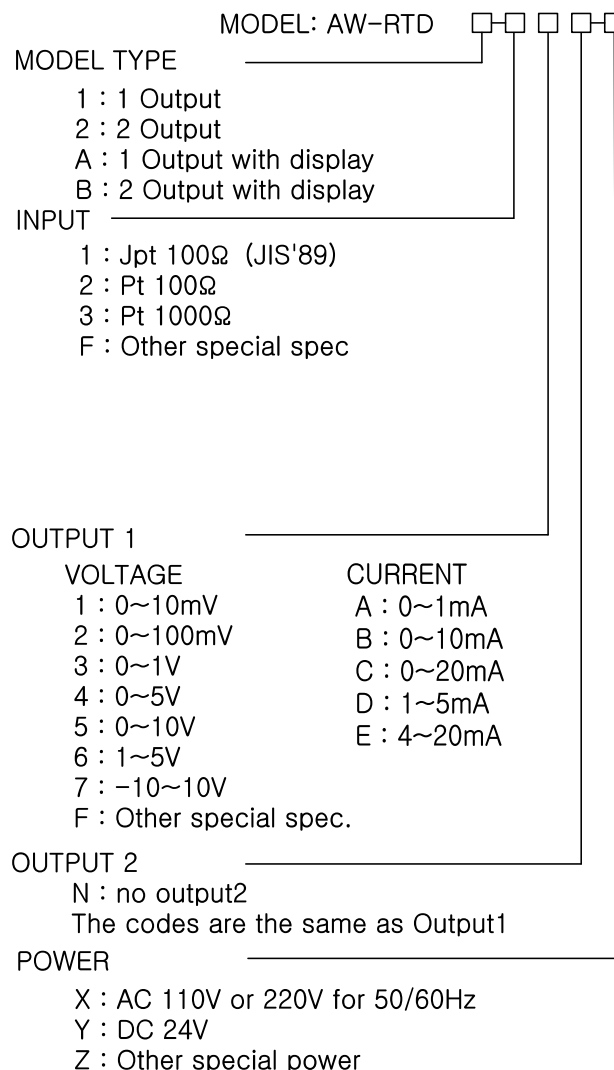 MODEL: AW-RTD
MODEL TYPE
1 : 1 Output
2 : 2 Output
A : 1 Output with display
B : 2 Output with display
INPUT
1 : Jpt 100Ω (JIS'89)
2 : Pt 100Ω
3 : Pt 1000Ω
F : Other special spec
OUTPUT 1
VOLTAGE
1 : 0~10mV
2 : 0~100mV
3 : 0~1V
4 : 0~5V
5 : 0~10V
6 : 1~5V
7 : -10~10V
F : Other special spec.
CURRENT
A : 0~1mA
B : 0~10mA
C : 0~20mA
D : 1~5mA
E : 4~20mA
OUTPUT 2
N : no output2
The codes are the same as Output1
POWER
X : AC 110V or 220V for 50/60Hz
Y : DC 24V
Z : Other special power